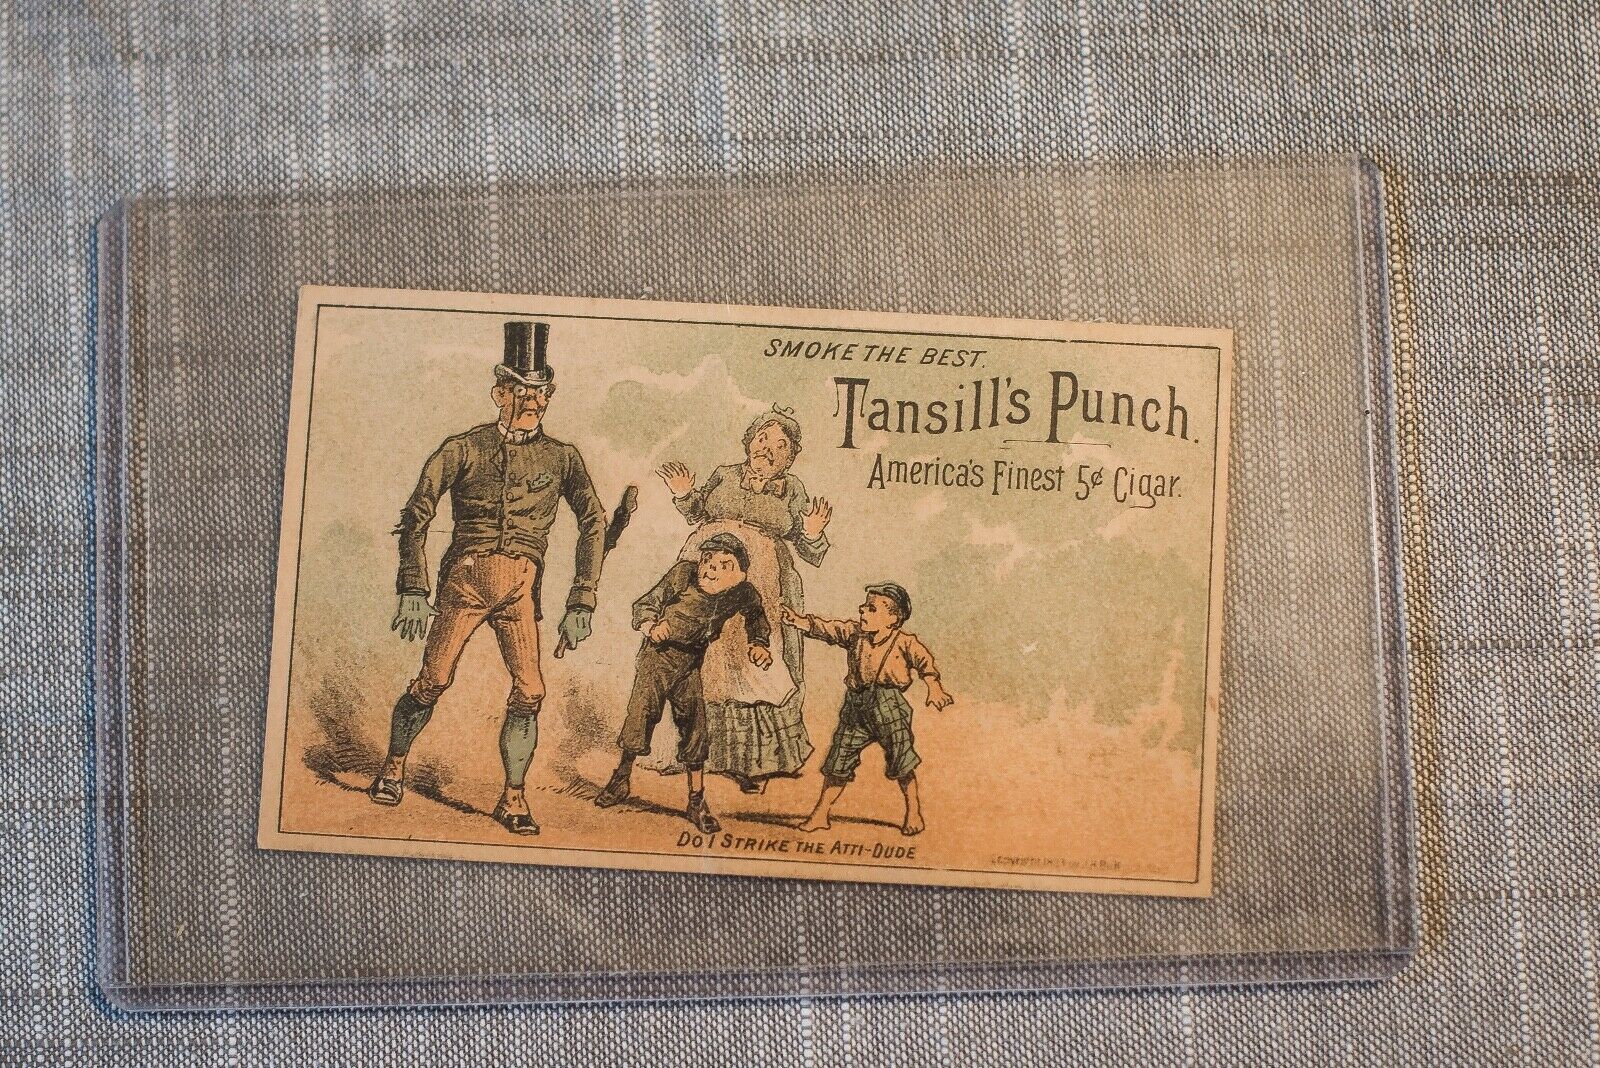 SMOKE THE BEST.
Tansill's Punch.
America's Finest 5¢ Cigar.
DO I STRIKE THE ATTI-DUDE